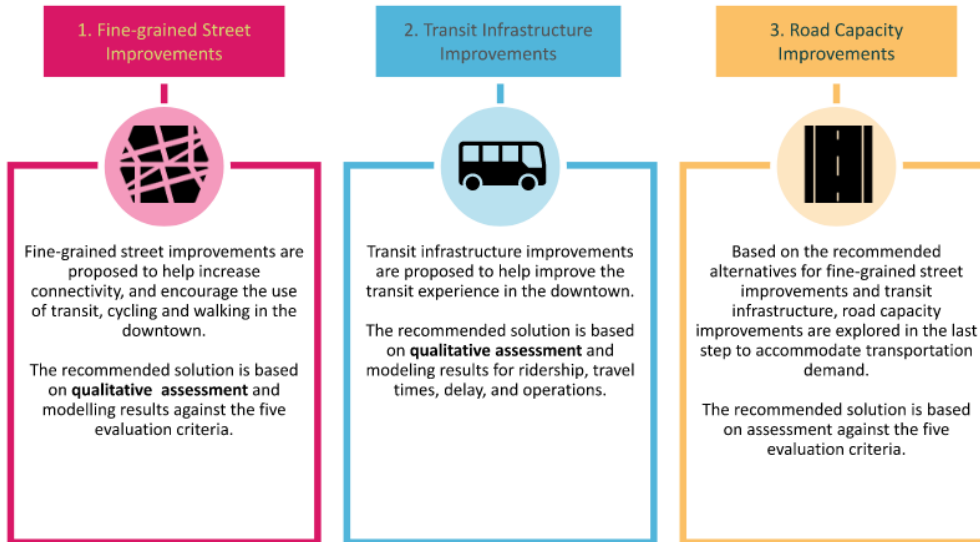 1. Fine-grained Street
Improvements
2. Transit Infrastructure
Improvements
3. Road Capacity
Improvements
Fine-grained street improvements are
proposed to help increase
connectivity, and encourage the use
of transit, cycling and walking in the
downtown.
The recommended solution is based
on qualitative assessment and
modelling results against the five
evaluation criteria.
Transit infrastructure improvements
are proposed to help improve the
transit experience in the downtown.
The recommended solution is based
on qualitative assessment and
modeling results for ridership, travel
times, delay, and operations.
Based on the recommended
alternatives for fine-grained street
improvements and transit
infrastructure, road capacity
improvements are explored in the last
step to accommodate transportation
demand.
The recommended solution is based
on assessment against the five
evaluation criteria.